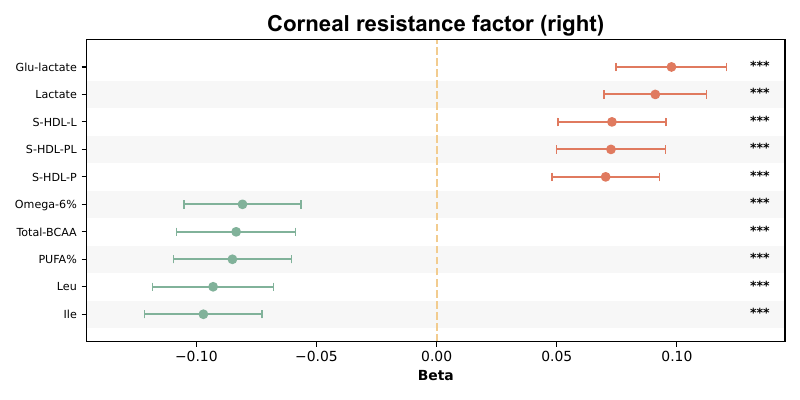 Corneal resistance factor (right)
Glu-lactate ***
Lactate ***
S-HDL-L ***
S-HDL-PL ***
S-HDL-P ***
Omega-6% ***
Total-BCAA ***
PUFA% ***
Leu ***
Ile ***
−0.10 −0.05 0.00 0.05 0.10
Beta